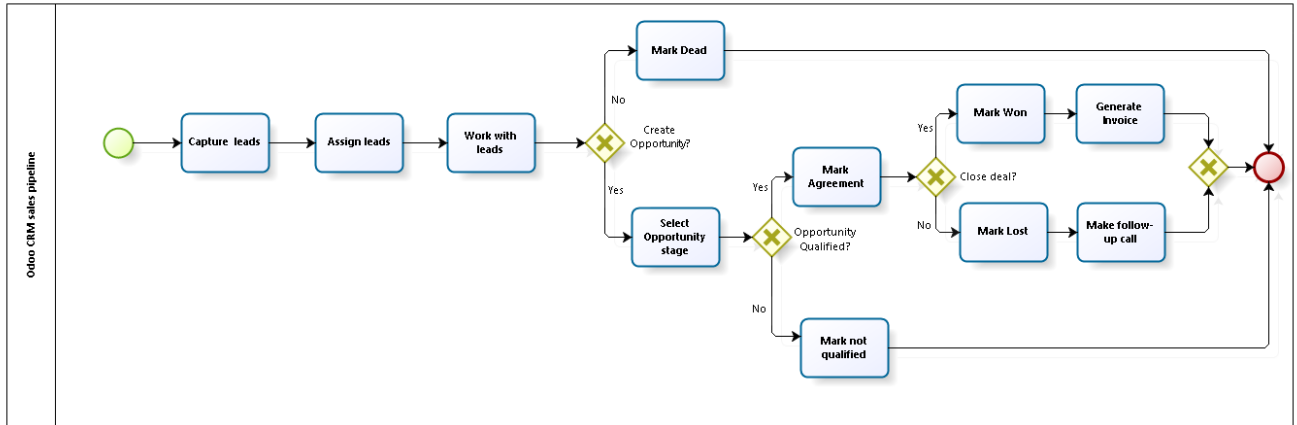 Odoo CRM sales pipeline
Capture leads
Assign leads
Work with
leads
Create
Opportunity?
No
Mark Dead
Yes
Select
Opportunity
stage
Opportunity
Qualified?
Yes
Mark
Agreement
Close deal?
Yes
Mark Won
Generate
Invoice
No
Mark Lost
Make follow-
up call
No
Mark not
qualified